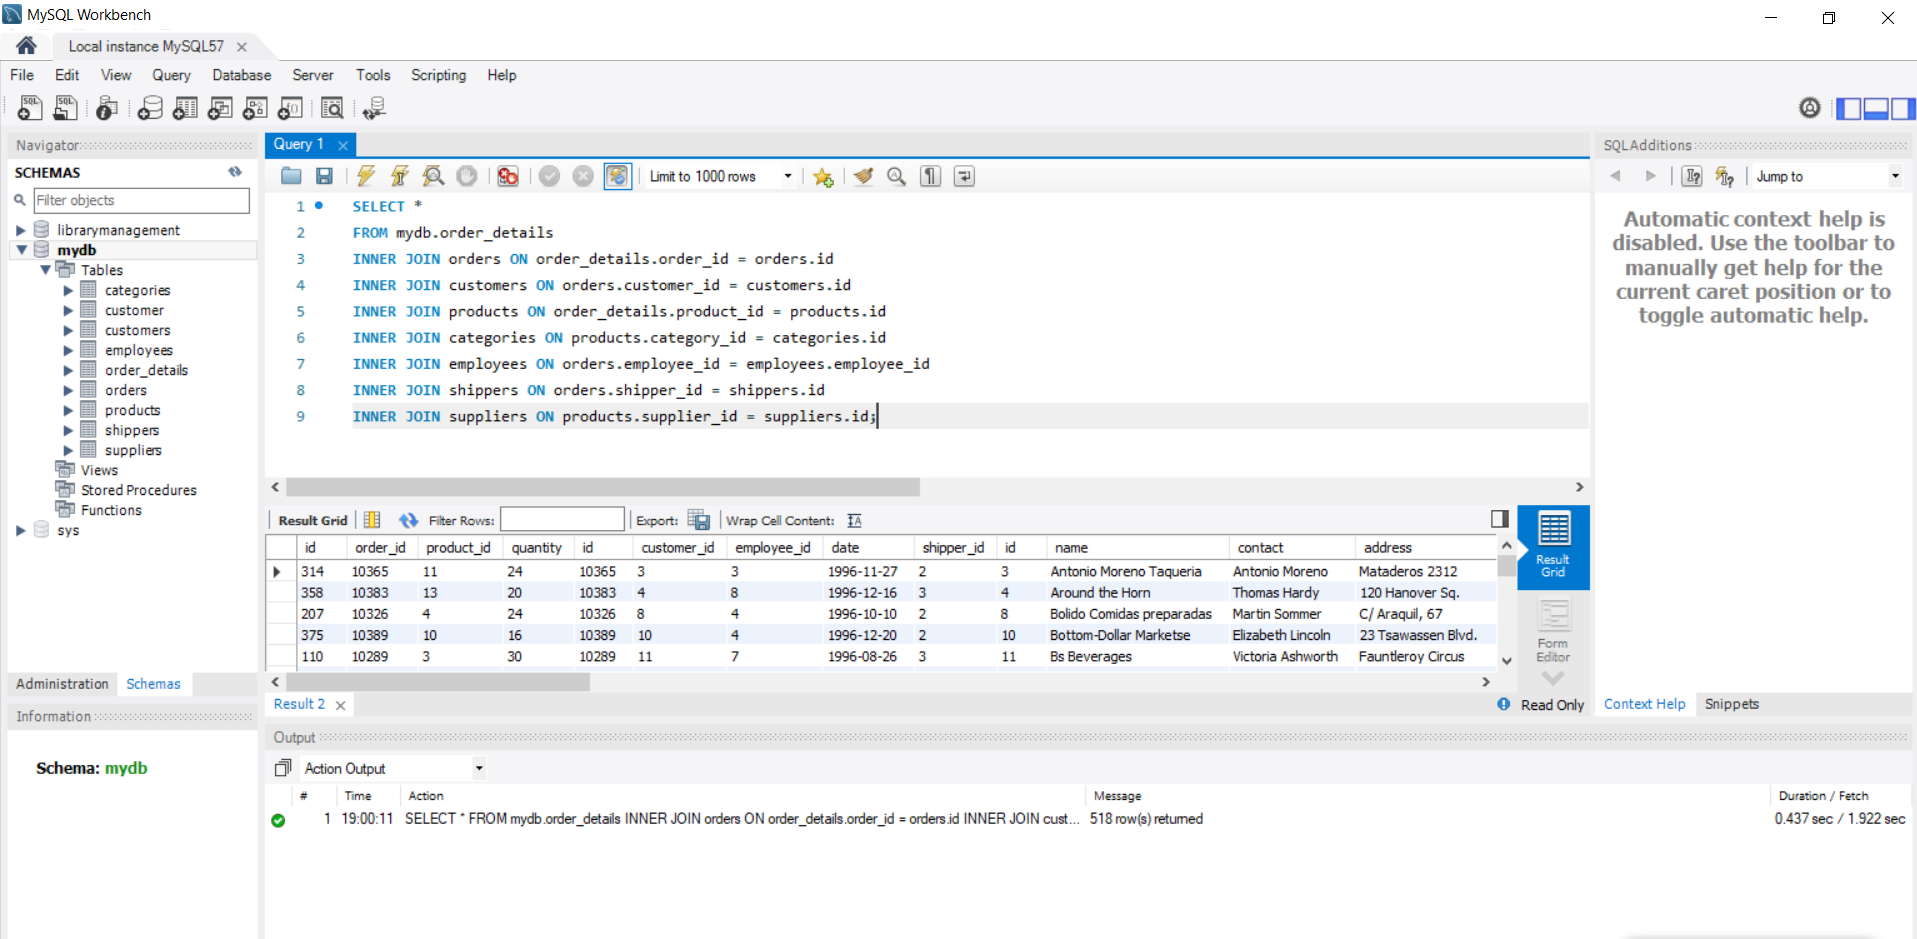 MySQL Workbench
Local instance MySQL57
File Edit View Query Database Server Tools Scripting Help
Navigator
SCHEMAS
Filter objects
librarymanagement
mydb
Tables
categories
customer
customers
employees
order_details
orders
products
shippers
suppliers
Views
Stored Procedures
Functions
sys
Administration Schemas
Information
Schema: mydb
Query 1
Limit to 1000 rows
1 SELECT *
2 FROM mydb.order_details
3 INNER JOIN orders ON order_details.order_id = orders.id
4 INNER JOIN customers ON orders.customer_id = customers.id
5 INNER JOIN products ON order_details.product_id = products.id
6 INNER JOIN categories ON products.category_id = categories.id
7 INNER JOIN employees ON orders.employee_id = employees.employee_id
8 INNER JOIN shippers ON orders.shipper_id = shippers.id
9 INNER JOIN suppliers ON products.supplier_id = suppliers.id;
Result Grid Filter Rows: Export: Wrap Cell Content:
id order_id product_id quantity id customer_id employee_id date shipper_id id name contact address
314 10365 11 24 10365 3 3 1996-11-27 2 3 Antonio Moreno Taqueria Antonio Moreno Mataderos 2312
358 10383 13 20 10383 4 8 1996-12-16 3 4 Around the Horn Thomas Hardy 120 Hanover Sq.
207 10326 4 24 10326 8 4 1996-10-10 2 8 Bolido Comidas preparadas Martin Sommer C/ Araquil, 67
375 10389 10 16 10389 10 4 1996-12-20 2 10 Bottom-Dollar Marketse Elizabeth Lincoln 23 Tsawassen Blvd.
110 10289 3 30 10289 11 7 1996-08-26 3 11 Bs Beverages Victoria Ashworth Fauntleroy Circus
Result
Grid
Form
Editor
Result 2
Read Only
SQLAdditions
Jump to
Automatic context help is
disabled. Use the toolbar to
manually get help for the
current caret position or to
toggle automatic help.
Context Help Snippets
Output
Action Output
# Time Action Message Duration / Fetch
1 19:00:11 SELECT * FROM mydb.order_details INNER JOIN orders ON order_details.order_id = orders.id INNER JOIN cust... 518 row(s) returned 0.437 sec / 1.922 sec